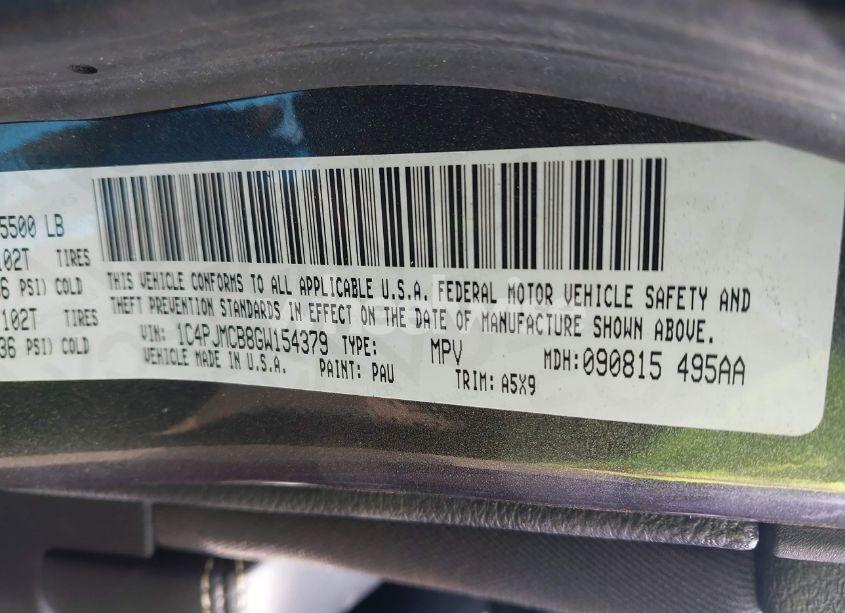 5500 LB
102T TIRES
6 PSI) COLD
102T TIRES
36 PSI) COLD
THIS VEHICLE CONFORMS TO ALL APPLICABLE U.S.A. FEDERAL MOTOR VEHICLE SAFETY AND
THEFT PREVENTION STANDARDS IN EFFECT ON THE DATE OF MANUFACTURE SHOWN ABOVE.
VIN: 1C4PJMCB8GW154379 TYPE: MPV MDH:090815 495AA
VEHICLE MADE IN U.S.A. PAINT: PAU TRIM: A5X9